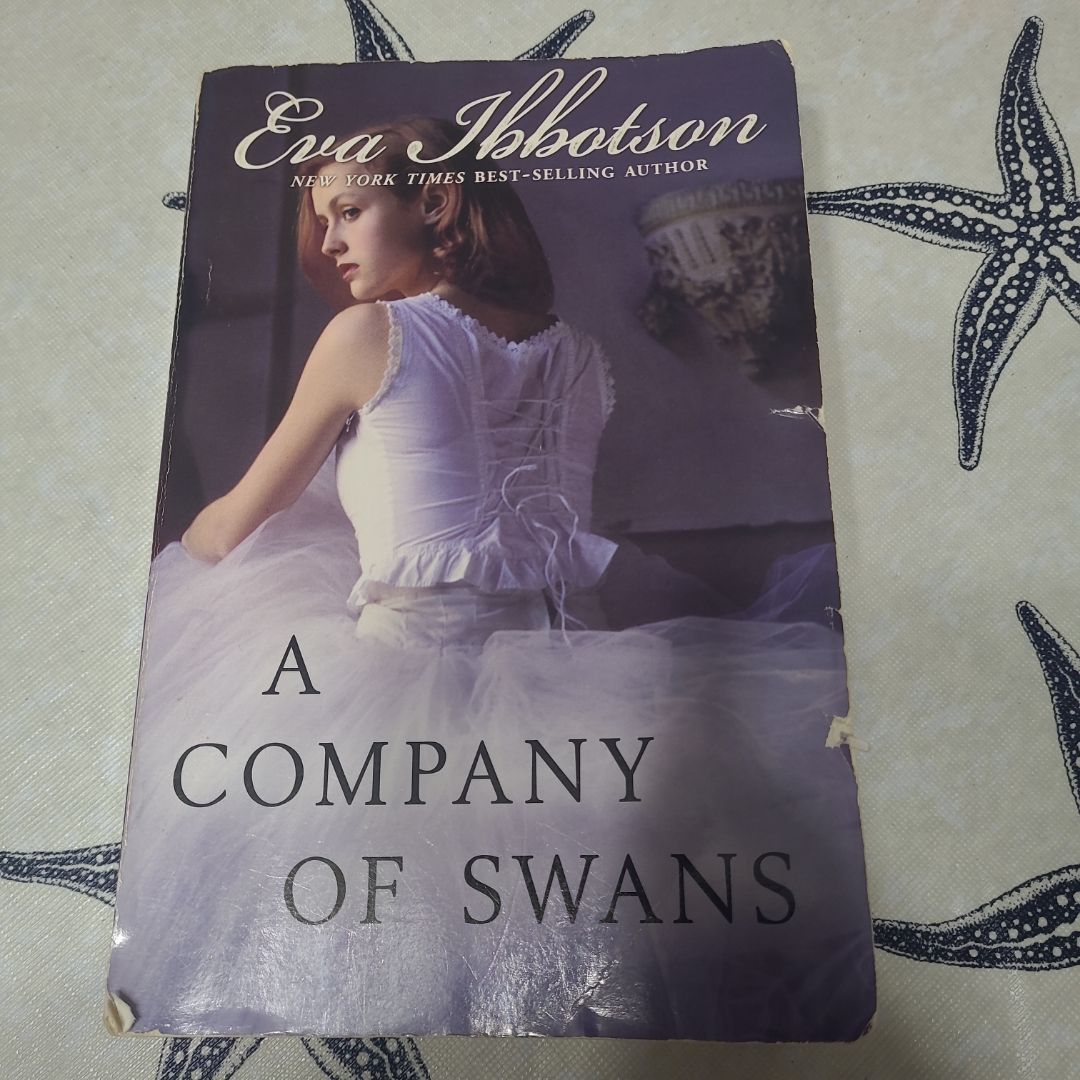 Eva Ibbotson
NEW YORK TIMES BEST-SELLING AUTHOR
A
COMPANY
OF SWANS